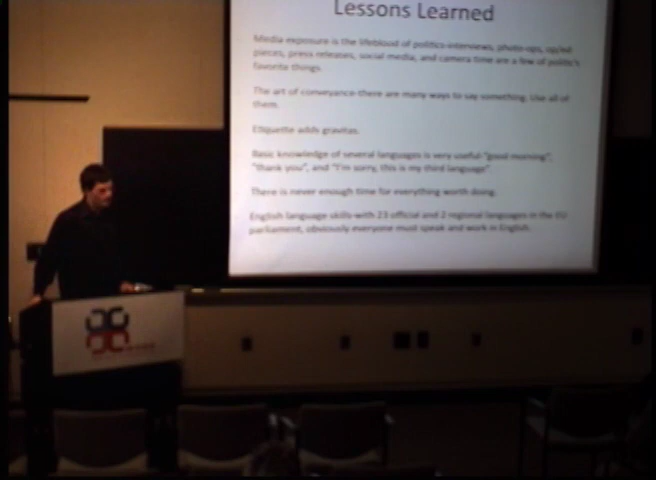 Lessons Learned
Media exposure is the lifeblood of politics-interviews, photo-ops, op/ed
pieces, press releases, social media, and camera time are a few of politic's
favorite things.
The art of conveyance-there are many ways to say something. Use all of
them.
Etiquette adds gravitas.
Basic knowledge of several languages is very useful-"good morning",
"thank you", and "I'm sorry, this is my third language"
There is never enough time for everything worth doing.
English language skills-with 23 official and 2 regional languages in the EU
parliament, obviously everyone must speak and work in English.